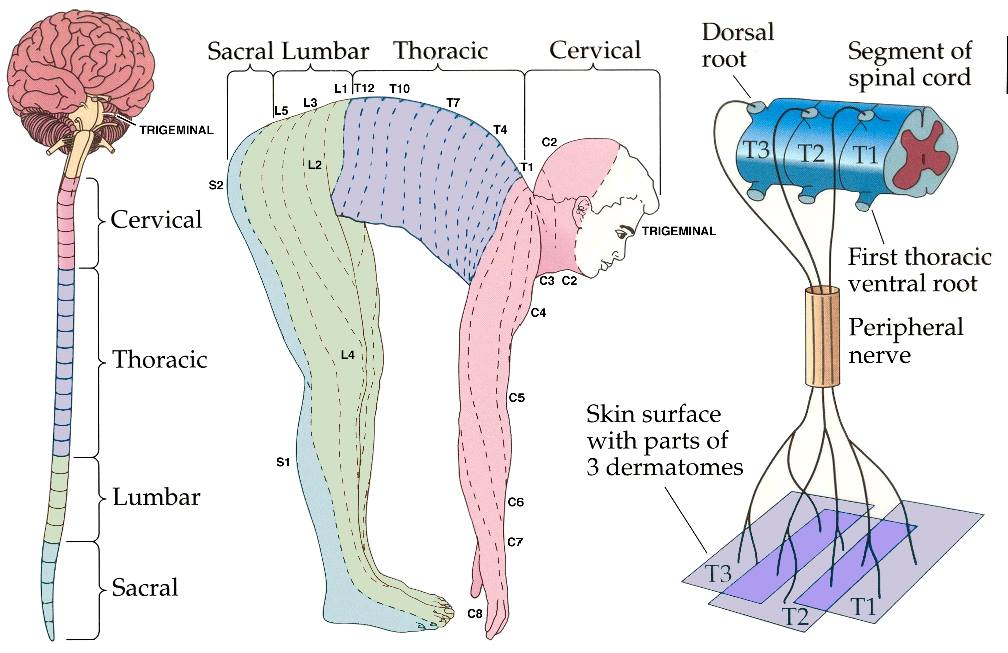 TRIGEMINAL
Cervical
Thoracic
Lumbar
Sacral
Sacral Lumbar Thoracic Cervical
L5
L3
L1
T12
T10
T7
T4
T1
C2
S2
L2
TRIGEMINAL
C3
C2
C4
L4
C5
S1
C6
C7
C8
Dorsal
root
Segment of
spinal cord
T3
T2
T1
First thoracic
ventral root
Peripheral
nerve
Skin surface
with parts of
3 dermatomes
T3
T2
T1